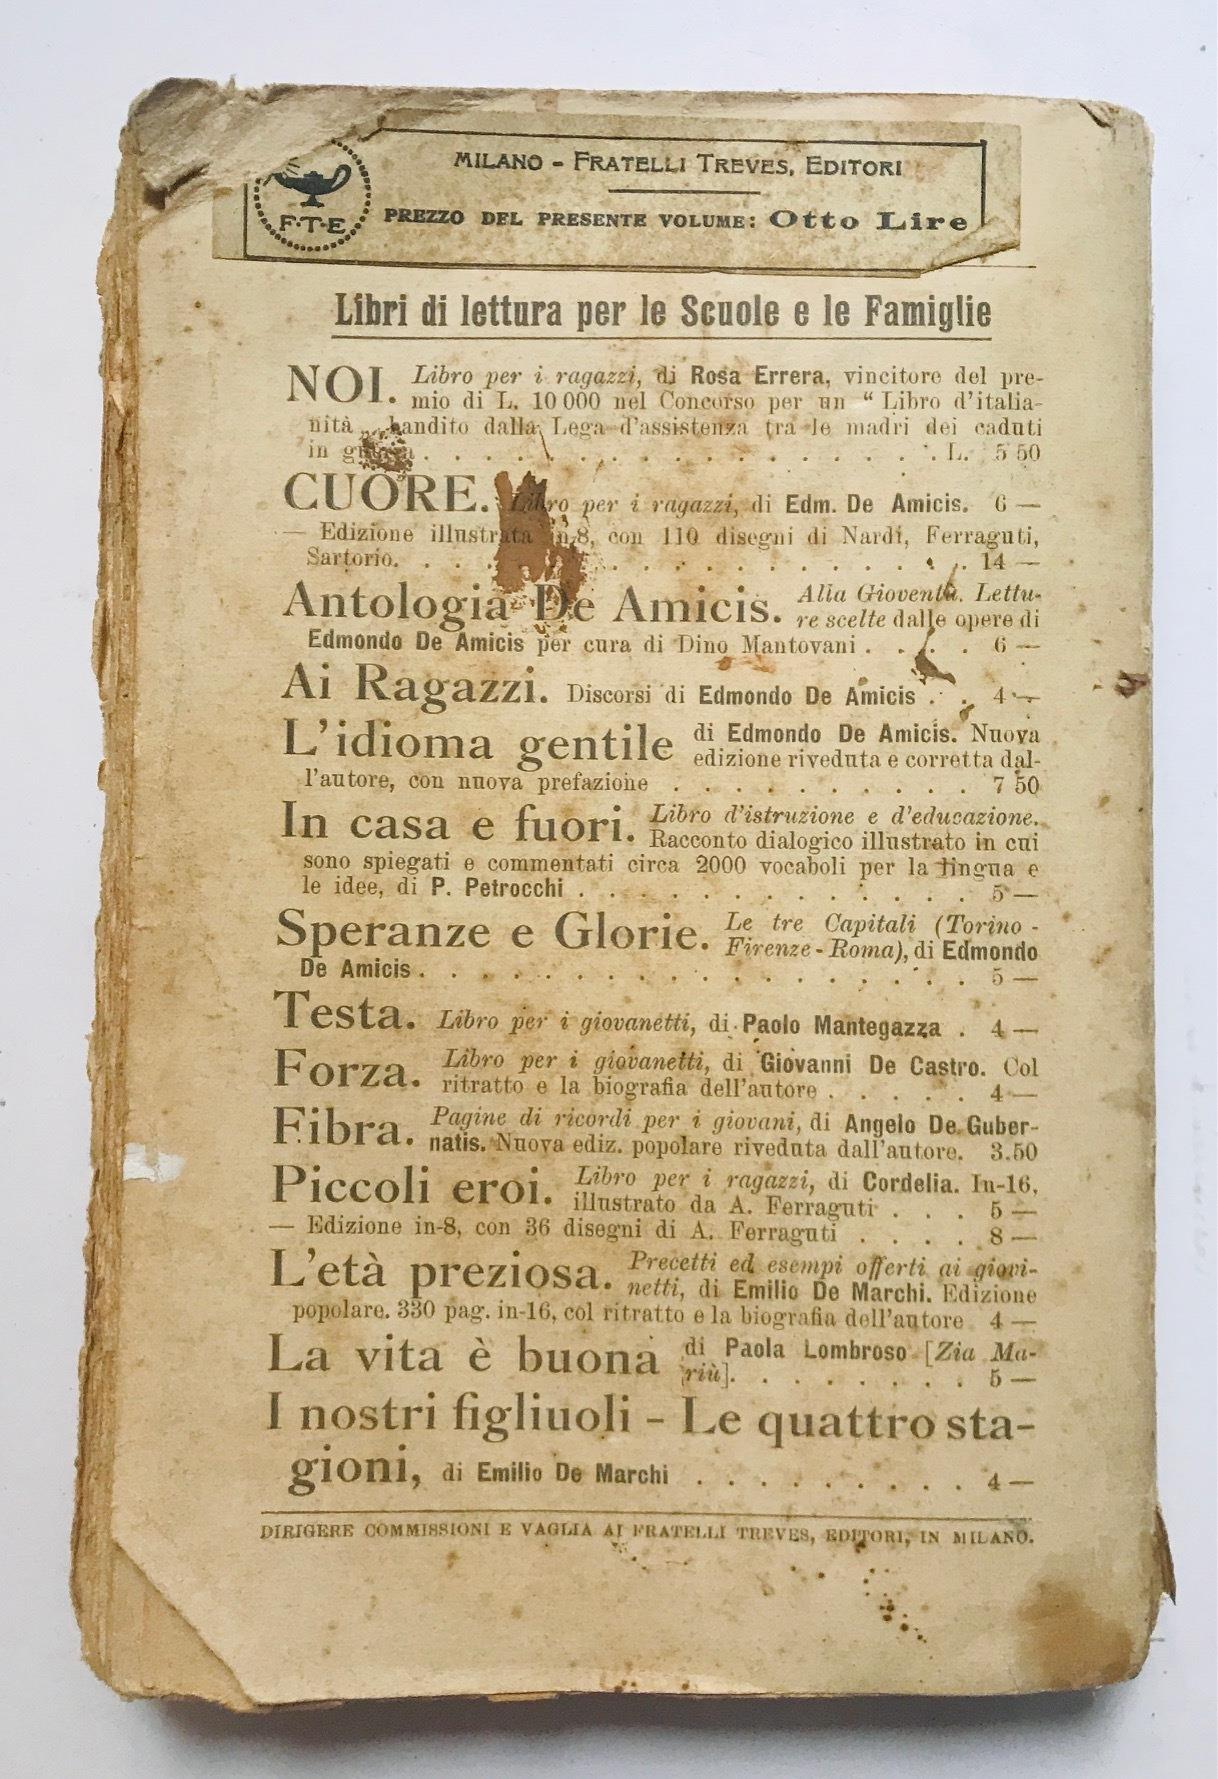 MILANO - FRATELLI TREVES, EDITORI
F·T·E
PREZZO DEL PRESENTE VOLUME: Otto Lire
Libri di lettura per le Scuole e le Famiglie
NOI. Libro per i ragazzi, di Rosa Errera, vincitore del pre-
mio di L. 10 000 nel Concorso per un “ Libro d'italia-
nità „ bandito dalla Lega d'assistenza tra le madri dei caduti
in guerra . . . . . . . . . . . . . . . . . . L. 5 50
CUORE. Libro per i ragazzi, di Edm. De Amicis. 6 —
— Edizione illustrata in-8, con 110 disegni di Nardi, Ferraguti,
Sartorio. . . . . . . . . . . . . . . . . . 14 —
Antologia De Amicis. Alla Gioventù. Lettu-
re scelte dalle opere di
Edmondo De Amicis per cura di Dino Mantovani . . . . 6 —
Ai Ragazzi. Discorsi di Edmondo De Amicis . . 4 —
L'idioma gentile di Edmondo De Amicis. Nuova
edizione riveduta e corretta dal-
l'autore, con nuova prefazione . . . . . . . . . . 7 50
In casa e fuori. Libro d'istruzione e d'educazione.
Racconto dialogico illustrato in cui
sono spiegati e commentati circa 2000 vocaboli per la lingua e
le idee, di P. Petrocchi . . . . . . . . . . . . . 5 —
Speranze e Glorie. Le tre Capitali (Torino -
Firenze - Roma), di Edmondo
De Amicis . . . . . . . . . . . . . . . . . 5 —
Testa. Libro per i giovanetti, di Paolo Mantegazza . 4 —
Forza. Libro per i giovanetti, di Giovanni De Castro. Col
ritratto e la biografia dell'autore . . . . . 4 —
Fibra. Pagine di ricordi per i giovani, di Angelo De Guber-
natis. Nuova ediz. popolare riveduta dall'autore. 3.50
Piccoli eroi. Libro per i ragazzi, di Cordelia. In-16,
illustrato da A. Ferraguti . . . 5 —
— Edizione in-8, con 36 disegni di A. Ferraguti . . . . 8 —
L'età preziosa. Precetti ed esempi offerti ai giovi-
netti, di Emilio De Marchi. Edizione
popolare. 330 pag. in-16, col ritratto e la biografia dell'autore 4 —
La vita è buona di Paola Lombroso [Zia Ma-
riù]. . . . . . . . . 5 —
I nostri figliuoli - Le quattro sta-
gioni, di Emilio De Marchi . . . . . . . . . 4 —
DIRIGERE COMMISSIONI E VAGLIA AI FRATELLI TREVES, EDITORI, IN MILANO.